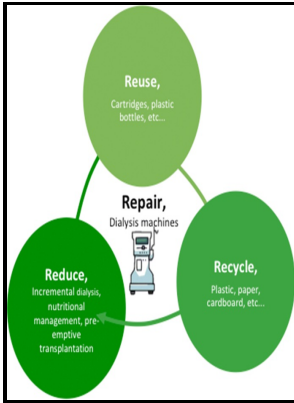 Reuse,
Cartridges, plastic
bottles, etc...
Repair,
Dialysis machines
Recycle,
Plastic, paper,
cardboard, etc...
Reduce,
Incremental dialysis,
nutritional
management, pre-
emptive
transplantation